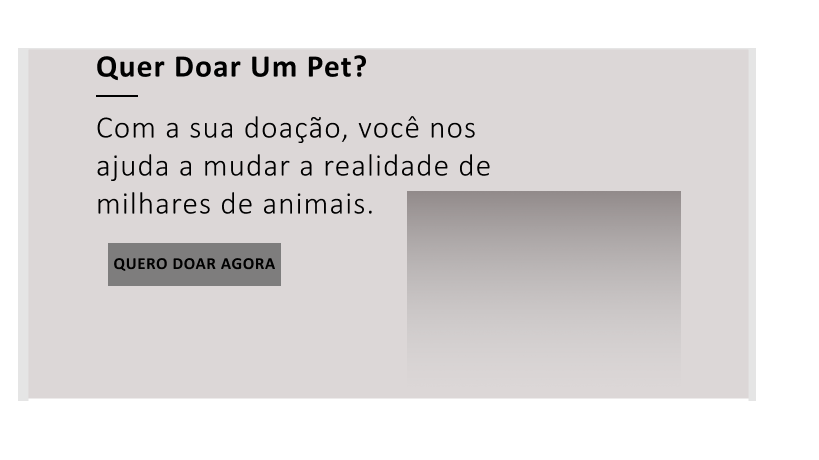 Quer Doar Um Pet?
Com a sua doação, você nos
ajuda a mudar a realidade de
milhares de animais.
QUERO DOAR AGORA